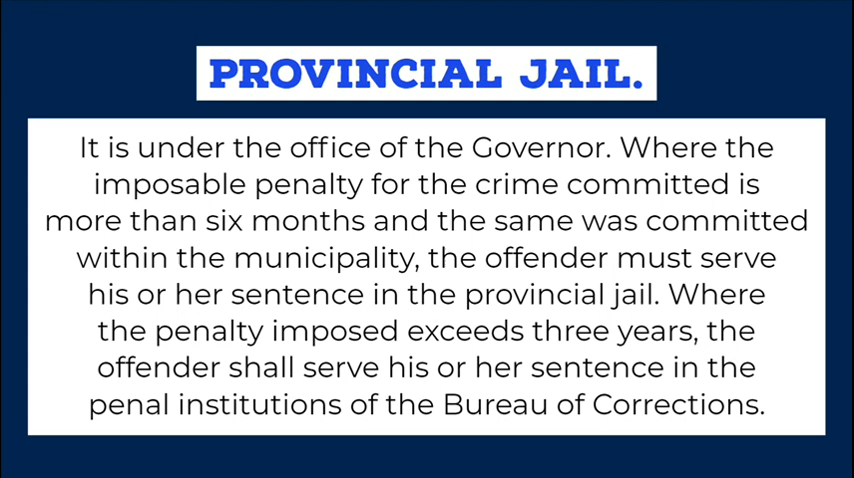 PROVINCIAL JAIL.
It is under the office of the Governor. Where the
imposable penalty for the crime committed is
more than six months and the same was committed
within the municipality, the offender must serve
his or her sentence in the provincial jail. Where
the penalty imposed exceeds three years, the
offender shall serve his or her sentence in the
penal institutions of the Bureau of Corrections.